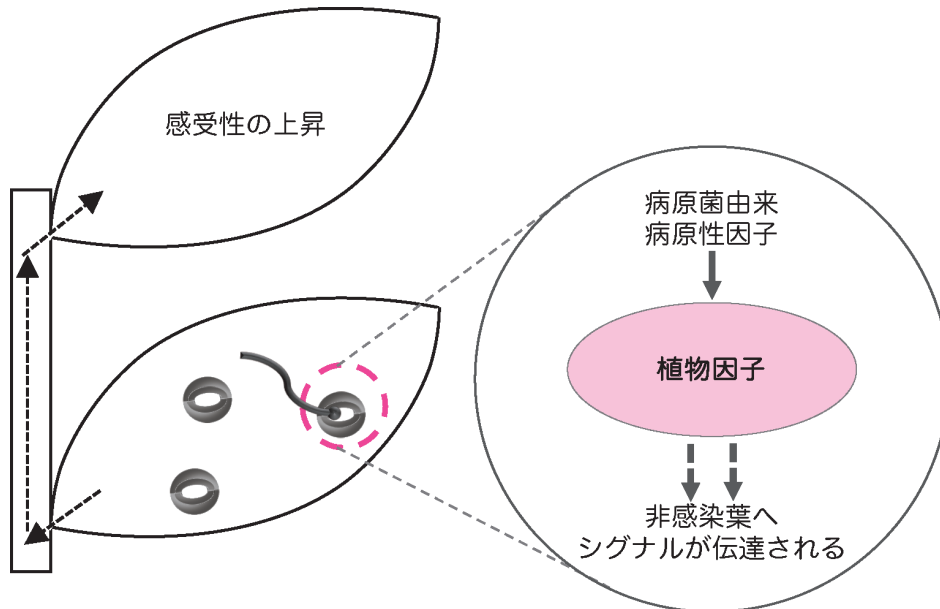 感受性の上昇
病原菌由来
病原性因子
植物因子
非感染葉へ
シグナルが伝達される